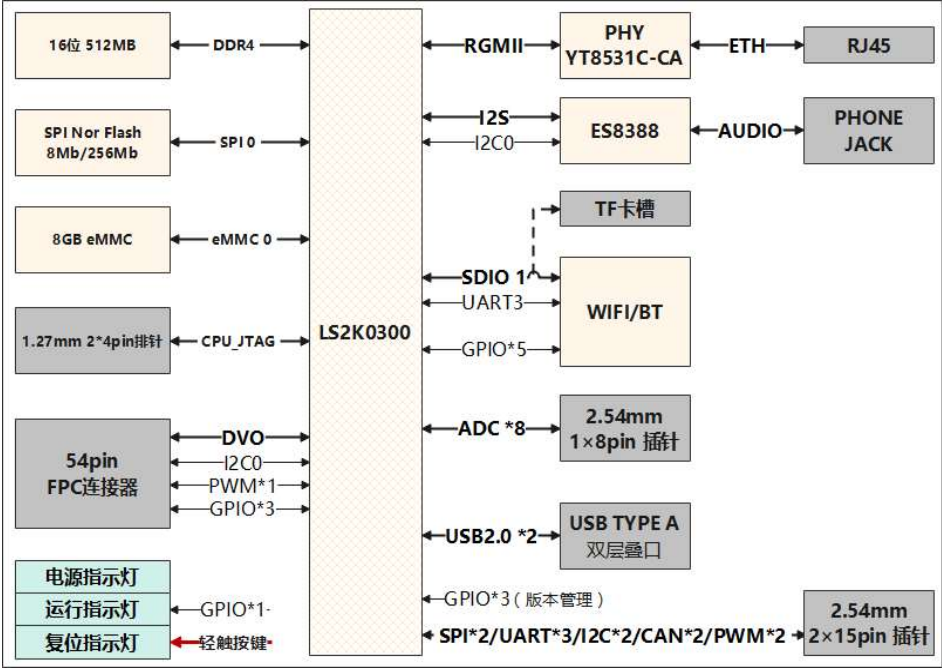 16位 512MB
DDR4
SPI Nor Flash
8Mb/256Mb
SPI 0
8GB eMMC
eMMC 0
1.27mm 2*4pin排针
CPU_JTAG
54pin
FPC连接器
DVO
I2C0
PWM*1
GPIO*3
电源指示灯
运行指示灯
GPIO*1
复位指示灯
轻触按键
LS2K0300
RGMII
PHY
YT8531C-CA
ETH
RJ45
I2S
I2C0
ES8388
AUDIO
PHONE
JACK
TF卡槽
SDIO 1
UART3
GPIO*5
WIFI/BT
ADC *8
2.54mm
1×8pin 插针
USB2.0 *2
USB TYPE A
双层叠口
GPIO*3(版本管理)
SPI*2/UART*3/I2C*2/CAN*2/PWM*2
2.54mm
2×15pin 插针